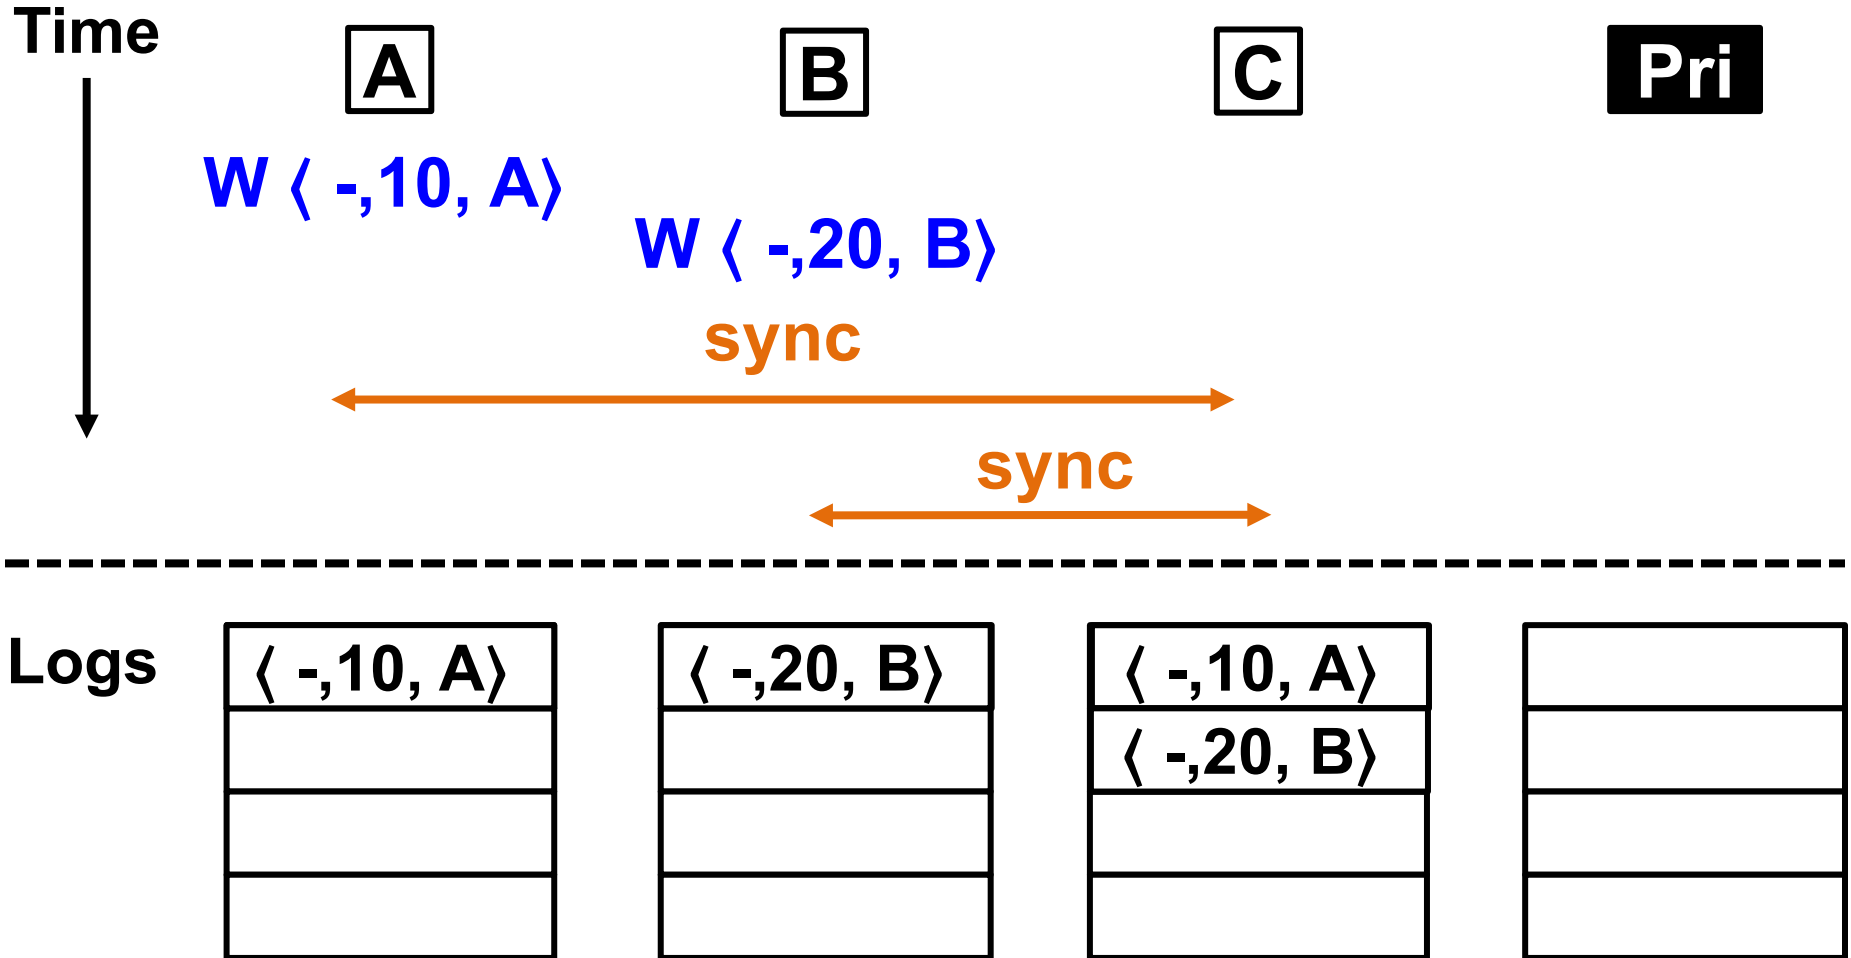 Time A B C Pri
W ⟨ -,10, A⟩
W ⟨ -,20, B⟩
sync
sync
Logs ⟨ -,10, A⟩ ⟨ -,20, B⟩ ⟨ -,10, A⟩
⟨ -,20, B⟩